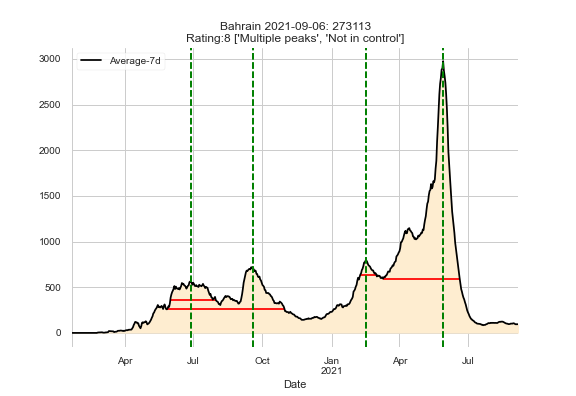 Bahrain 2021-09-06: 273113
Rating:8 ['Multiple peaks', 'Not in control']
Average-7d
3000
2500
2000
1500
1000
500
0
Apr Jul Oct Jan Apr Jul
2021
Date